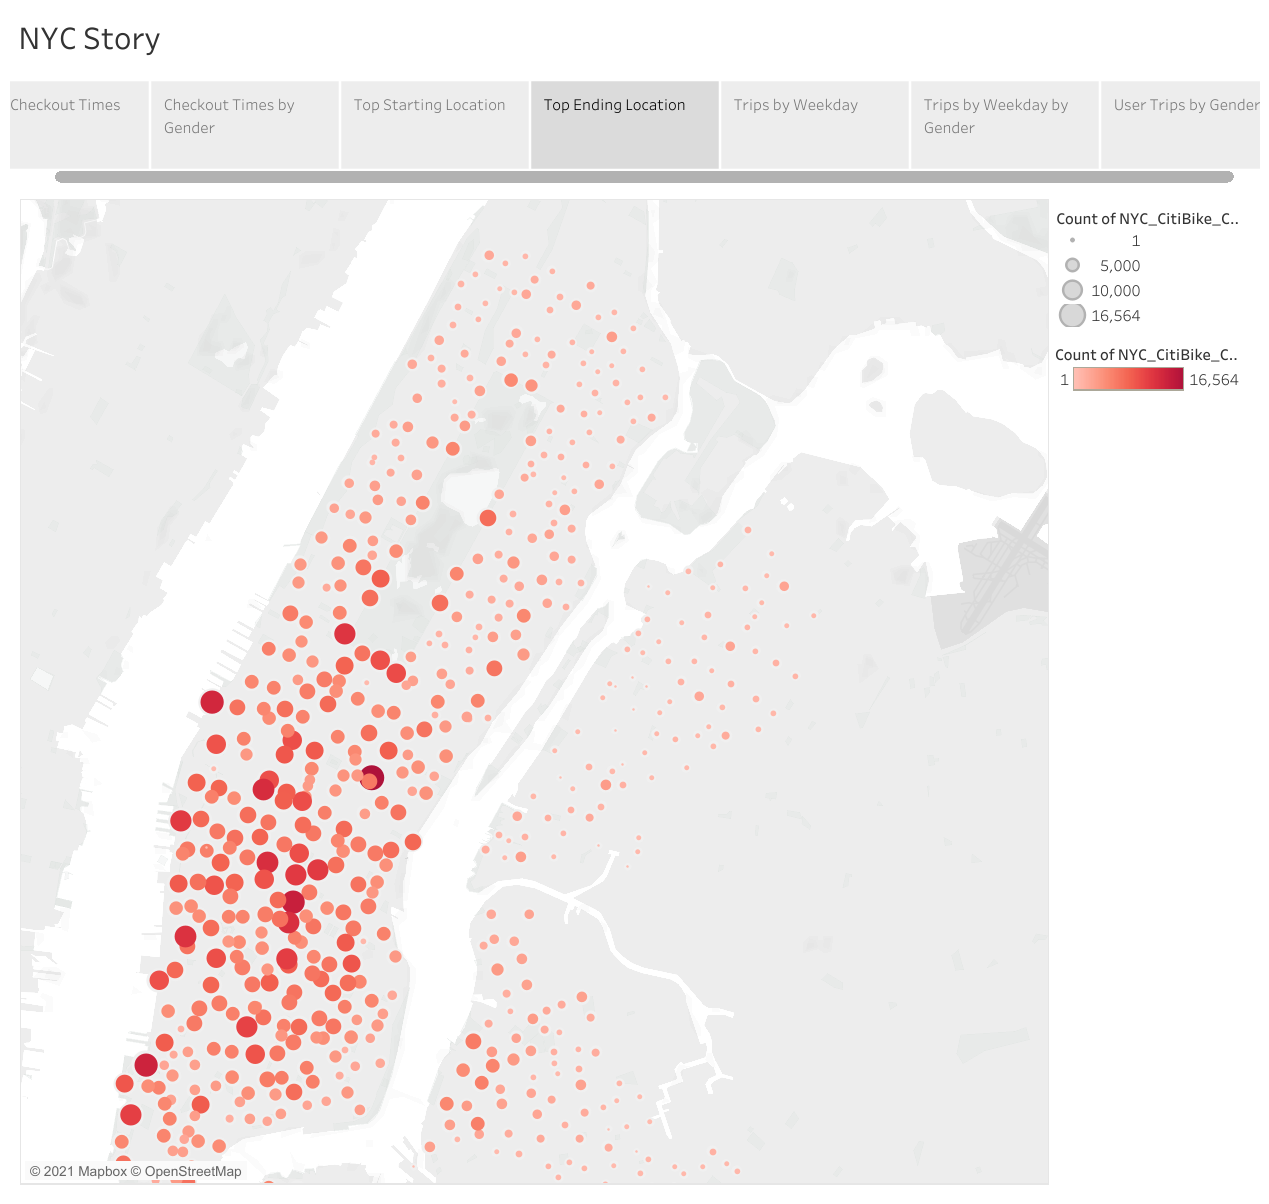 NYC Story
Checkout Times
Checkout Times by
Gender
Top Starting Location
Top Ending Location
Trips by Weekday
Trips by Weekday by
Gender
User Trips by Gender
Count of NYC_CitiBike_C..
1
5,000
10,000
16,564
Count of NYC_CitiBike_C..
1 16,564
© 2021 Mapbox © OpenStreetMap